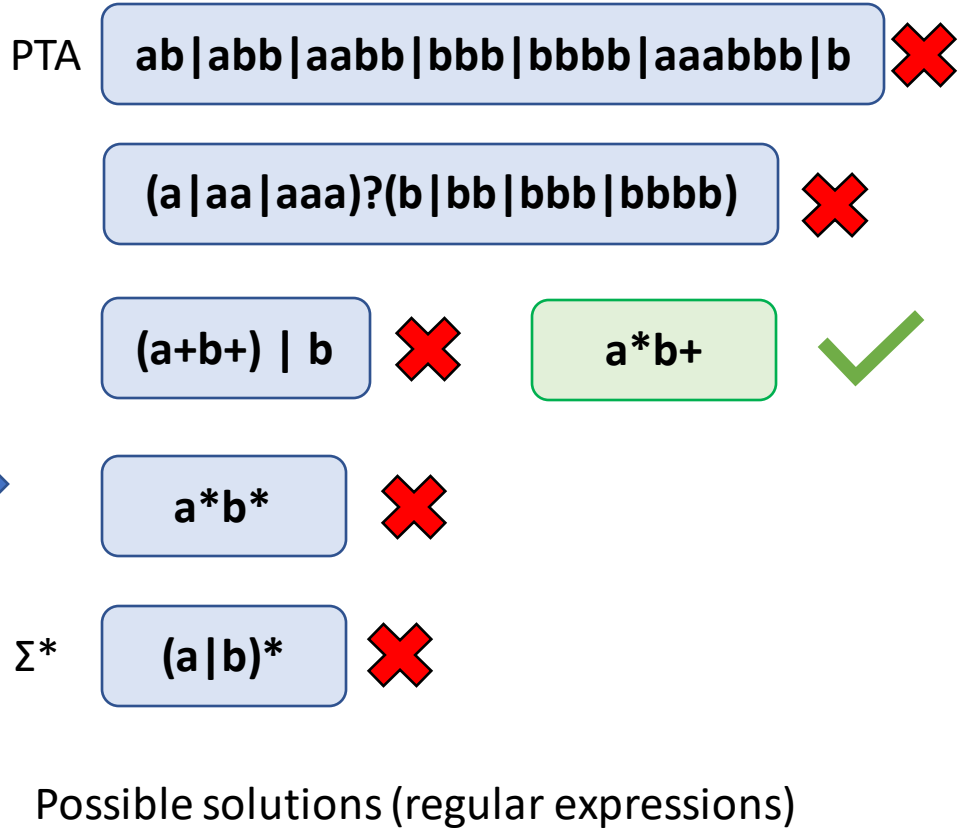 PTA ab|abb|aabb|bbb|bbbb|aaabbb|b
(a|aa|aaa)?(b|bb|bbb|bbbb)
(a+b+) | b a*b+
a*b*
Σ* (a|b)*
Possible solutions (regular expressions)